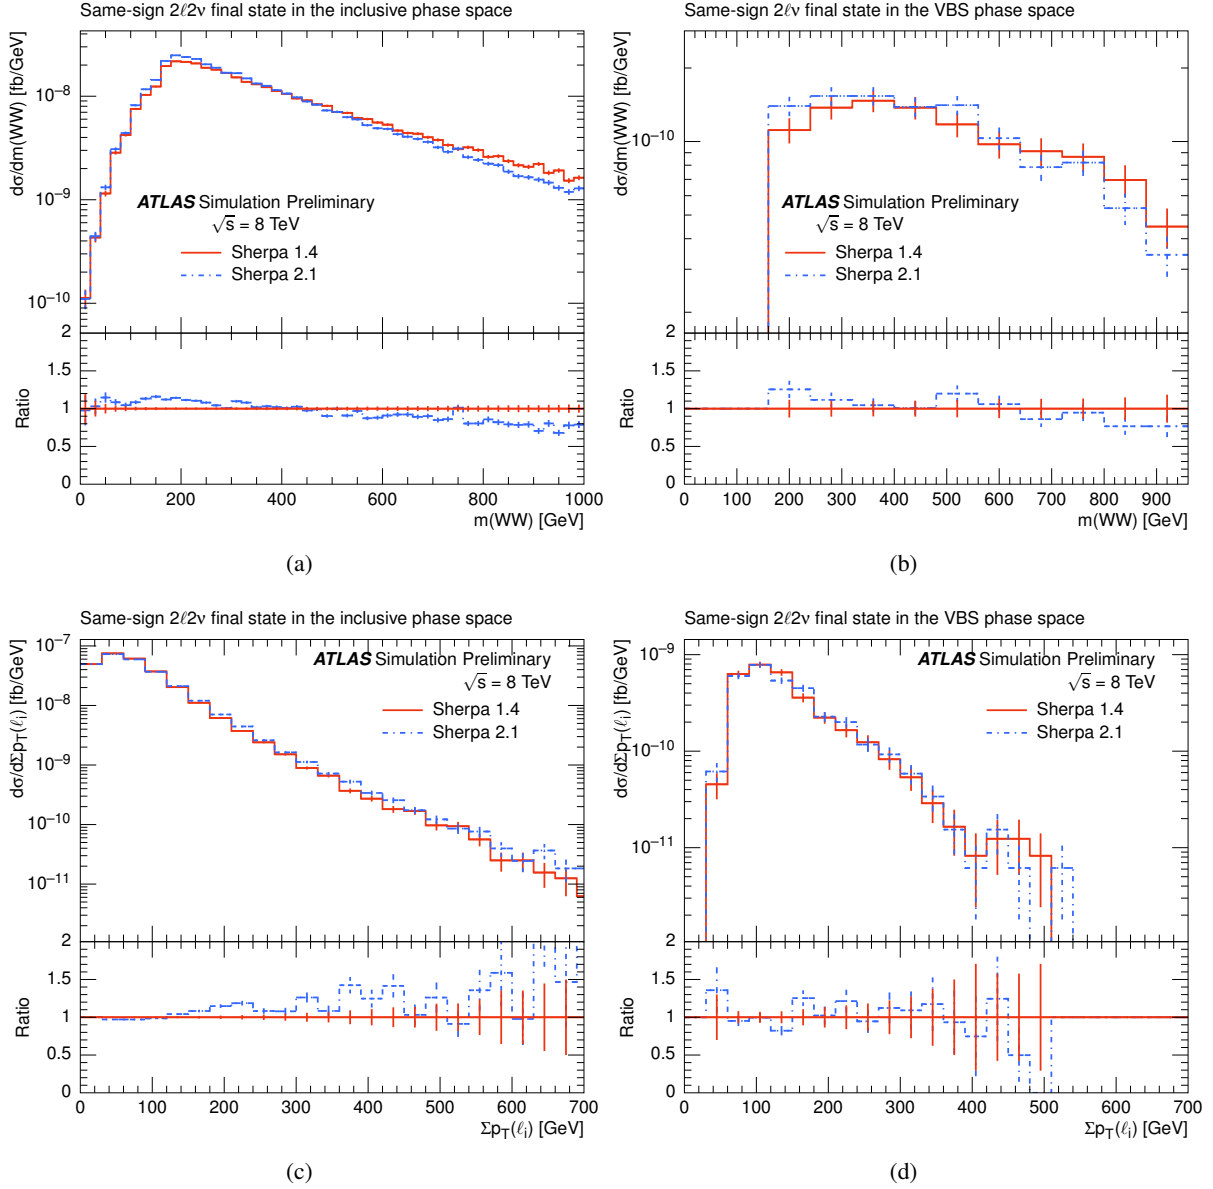 Same-sign 2ℓ2ν final state in the inclusive phase space
dσ/dm(WW) [fb/GeV]
10⁻⁸
10⁻⁹
10⁻¹⁰
ATLAS Simulation Preliminary
√s = 8 TeV
Sherpa 1.4
Sherpa 2.1
Ratio
2
1.5
1
0.5
0
0 200 400 600 800 1000
m(WW) [GeV]
(a)
Same-sign 2ℓ2ν final state in the VBS phase space
dσ/dm(WW) [fb/GeV]
10⁻¹⁰
ATLAS Simulation Preliminary
√s = 8 TeV
Sherpa 1.4
Sherpa 2.1
Ratio
2
1.5
1
0.5
0
0 100 200 300 400 500 600 700 800 900
m(WW) [GeV]
(b)
Same-sign 2ℓ2ν final state in the inclusive phase space
dσ/dΣp_T(ℓ_i) [fb/GeV]
10⁻⁷
10⁻⁸
10⁻⁹
10⁻¹⁰
10⁻¹¹
ATLAS Simulation Preliminary
√s = 8 TeV
Sherpa 1.4
Sherpa 2.1
Ratio
2
1.5
1
0.5
0
0 100 200 300 400 500 600 700
Σp_T(ℓ_i) [GeV]
(c)
Same-sign 2ℓ2ν final state in the VBS phase space
dσ/dΣp_T(ℓ_i) [fb/GeV]
10⁻⁹
10⁻¹⁰
10⁻¹¹
ATLAS Simulation Preliminary
√s = 8 TeV
Sherpa 1.4
Sherpa 2.1
Ratio
2
1.5
1
0.5
0
0 100 200 300 400 500 600 700
Σp_T(ℓ_i) [GeV]
(d)